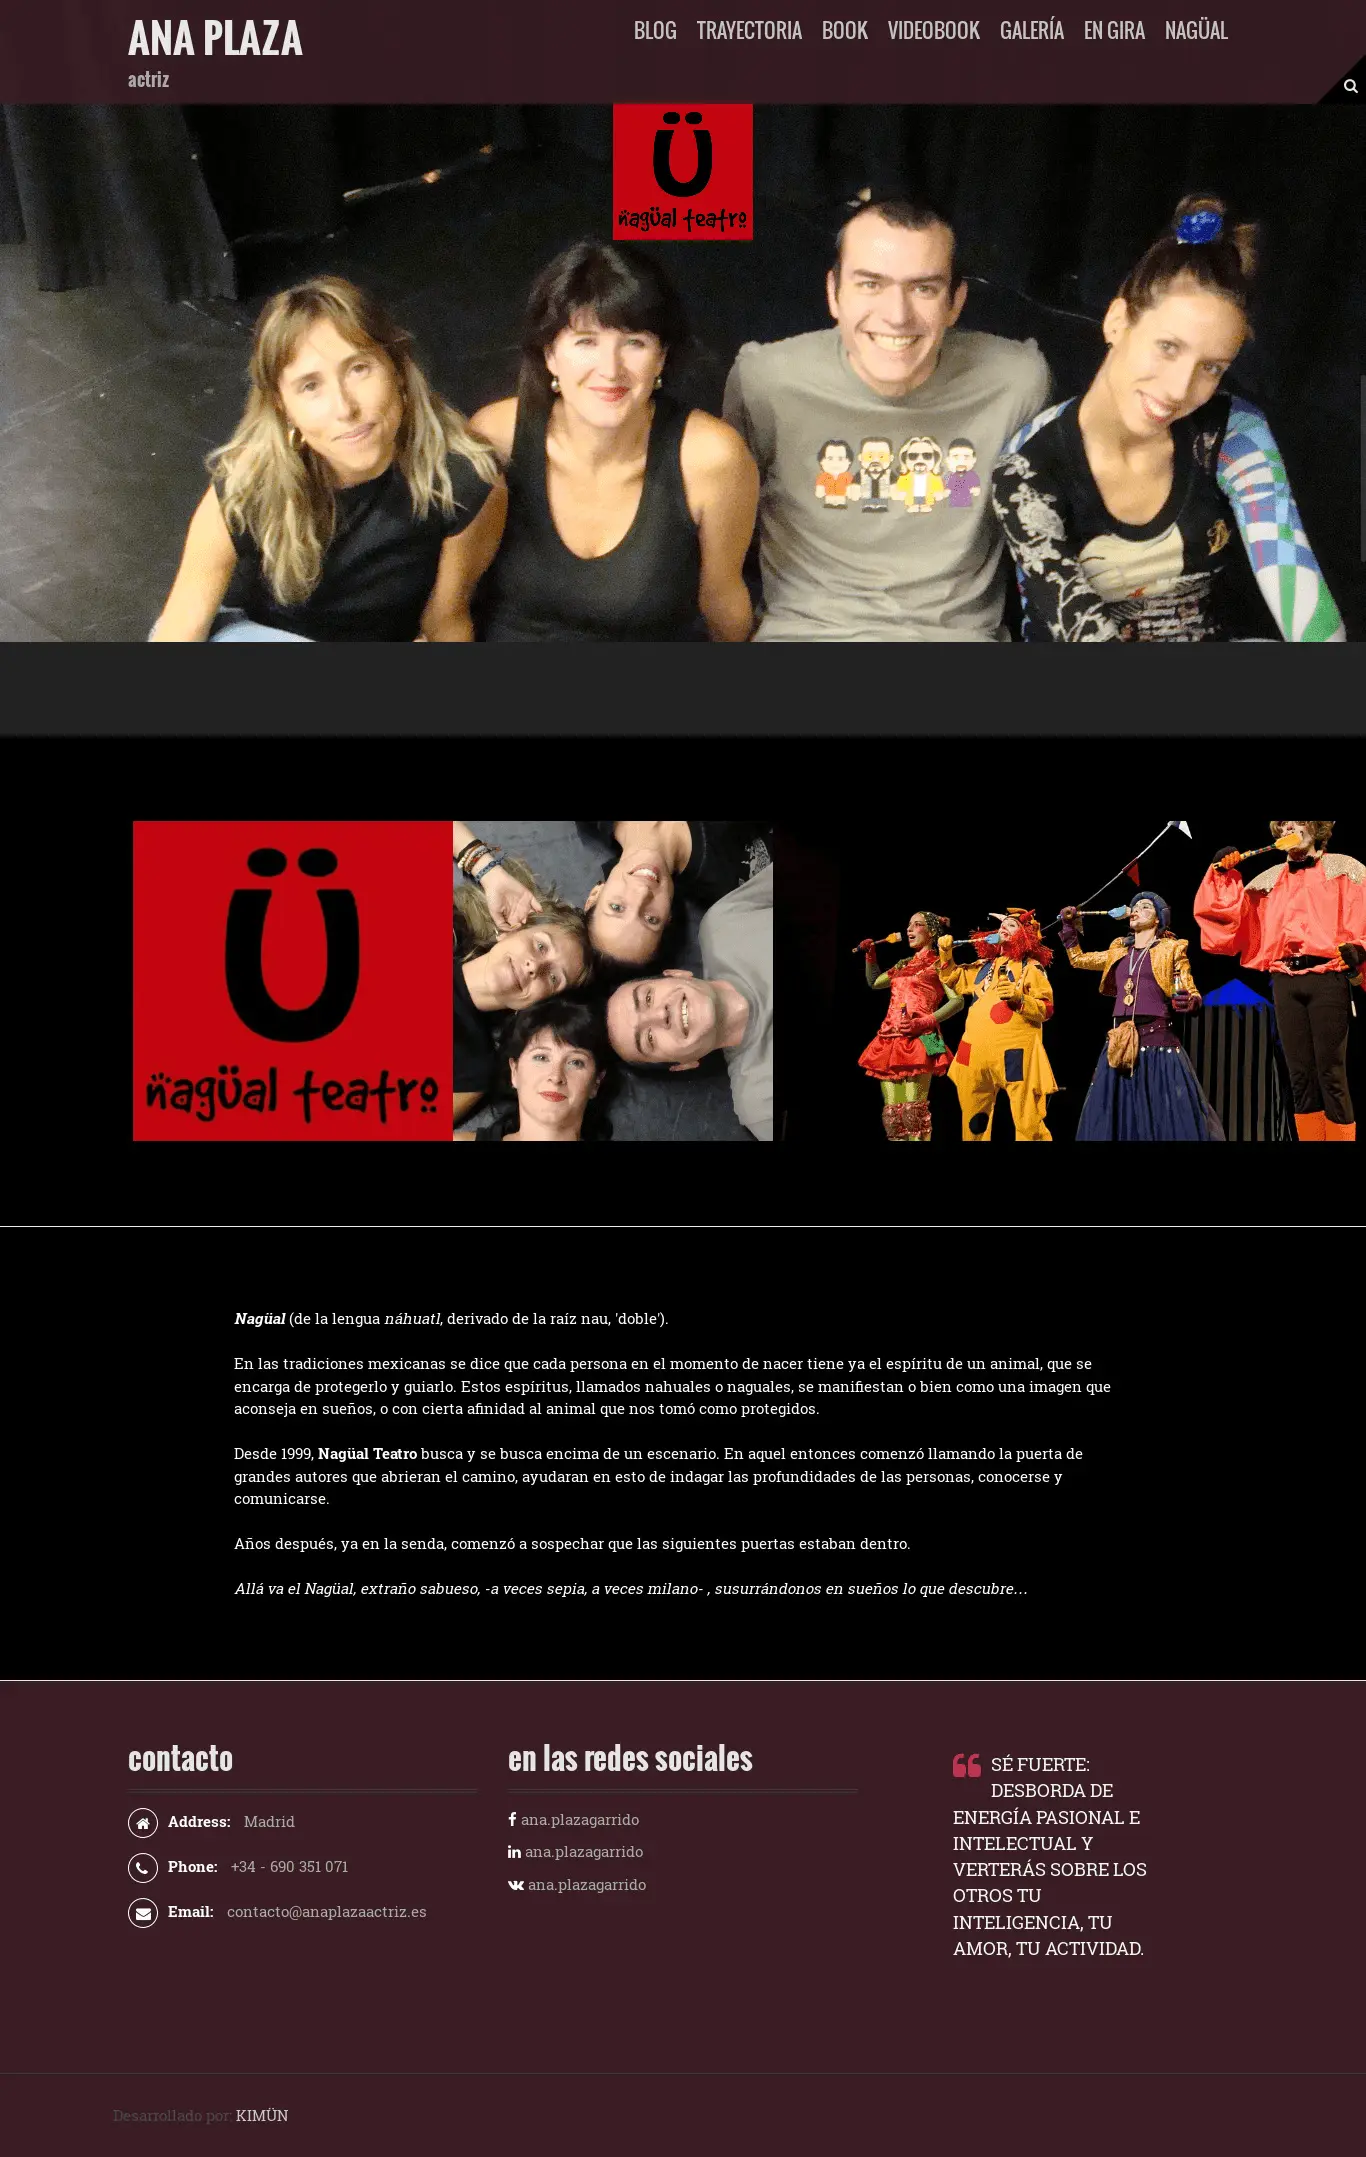 ANA PLAZA
actriz
BLOG TRAYECTORIA BOOK VIDEOBOOK GALERÍA EN GIRA NAGÜAL
Ü
nagüal teatro
Ü
nagüal teatro
Nagüal (de la lengua náhuatl, derivado de la raíz nau, 'doble').
En las tradiciones mexicanas se dice que cada persona en el momento de nacer tiene ya el espíritu de un animal, que se
encarga de protegerlo y guiarlo. Estos espíritus, llamados nahuales o naguales, se manifiestan o bien como una imagen que
aconseja en sueños, o con cierta afinidad al animal que nos tomó como protegidos.
Desde 1999, Nagüal Teatro busca y se busca encima de un escenario. En aquel entonces comenzó llamando la puerta de
grandes autores que abrieran el camino, ayudaran en esto de indagar las profundidades de las personas, conocerse y
comunicarse.
Años después, ya en la senda, comenzó a sospechar que las siguientes puertas estaban dentro.
Allá va el Nagüal, extraño sabueso, -a veces sepia, a veces milano- , susurrándonos en sueños lo que descubre…
contacto
Address: Madrid
Phone: +34 - 690 351 071
Email: contacto@anaplazaactriz.es
en las redes sociales
ana.plazagarrido
ana.plazagarrido
ana.plazagarrido
SÉ FUERTE:
DESBORDA DE
ENERGÍA PASIONAL E
INTELECTUAL Y
VERTERÁS SOBRE LOS
OTROS TU
INTELIGENCIA, TU
AMOR, TU ACTIVIDAD.
Desarrollado por: KIMÜN